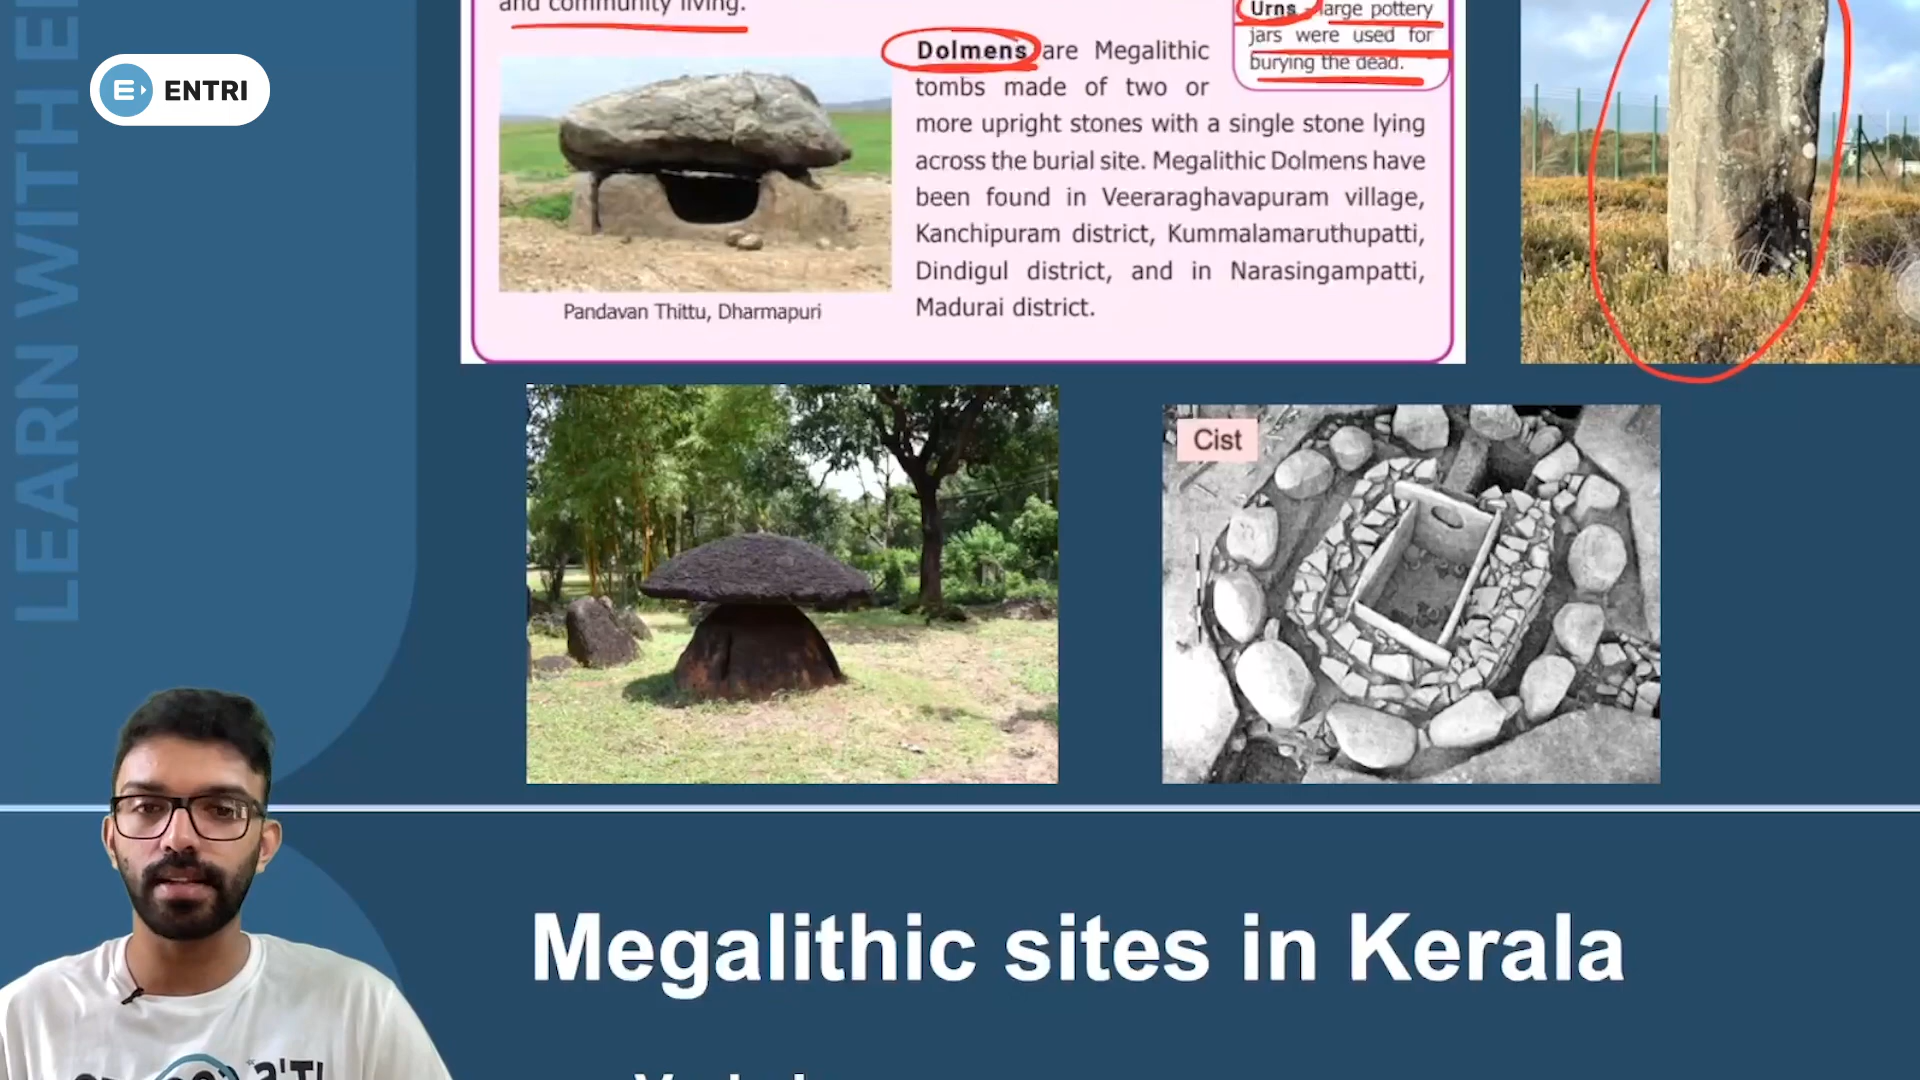 LEARN WITH E
ENTRI
and community living.
Urns - large pottery
jars were used for
burying the dead.
Dolmens are Megalithic
tombs made of two or
more upright stones with a single stone lying
across the burial site. Megalithic Dolmens have
been found in Veeraraghavapuram village,
Kanchipuram district, Kummalamaruthupatti,
Dindigul district, and in Narasingampatti,
Madurai district.
Pandavan Thittu, Dharmapuri
Cist
Megalithic sites in Kerala